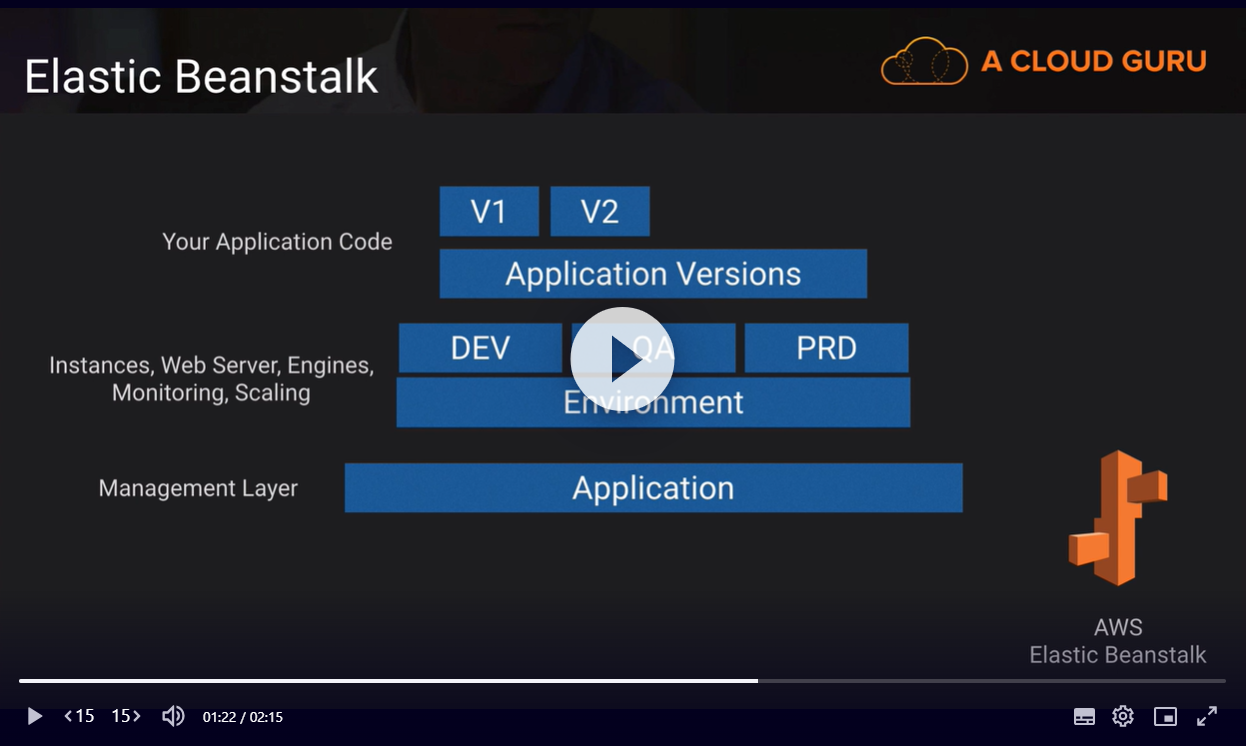 Elastic Beanstalk
A CLOUD GURU
V1 V2
Your Application Code
Application Versions
DEV QA PRD
Instances, Web Server, Engines,
Monitoring, Scaling
Environment
Management Layer
Application
AWS
Elastic Beanstalk
15 15 01:22 / 02:15